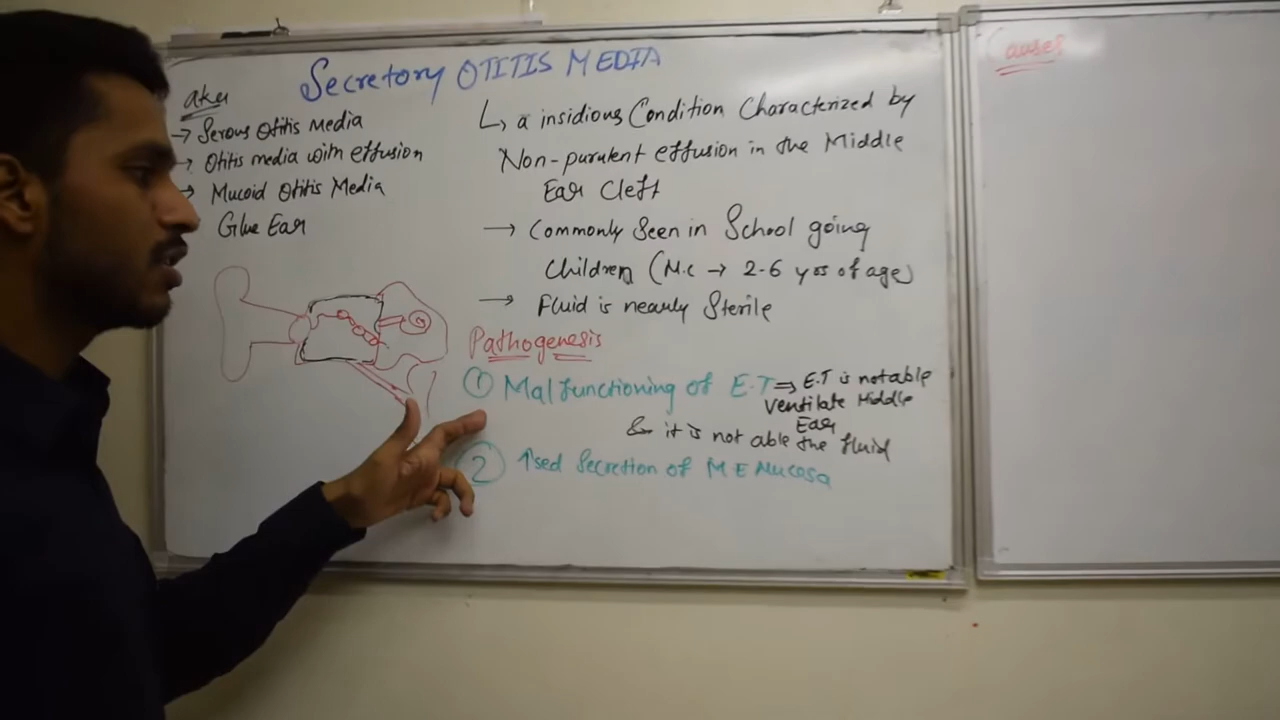 Secretory OTITIS MEDIA
aka
→ Serous Otitis Media
→ Otitis media with effusion
→ Mucoid Otitis Media
Glue Ear
↳ a insidious Condition Characterized by
Non-purulent effusion in the Middle
Ear Cleft
→ Commonly Seen in School going
Children (M.C → 2-6 yrs of age)
→ Fluid is nearly Sterile
Pathogenesis
① Malfunctioning of E.T ⇒ E.T is not able
Ventilate Middle
Ear
& it is not able the fluid
② ↑sed Secretion of M E Mucosa
Causes